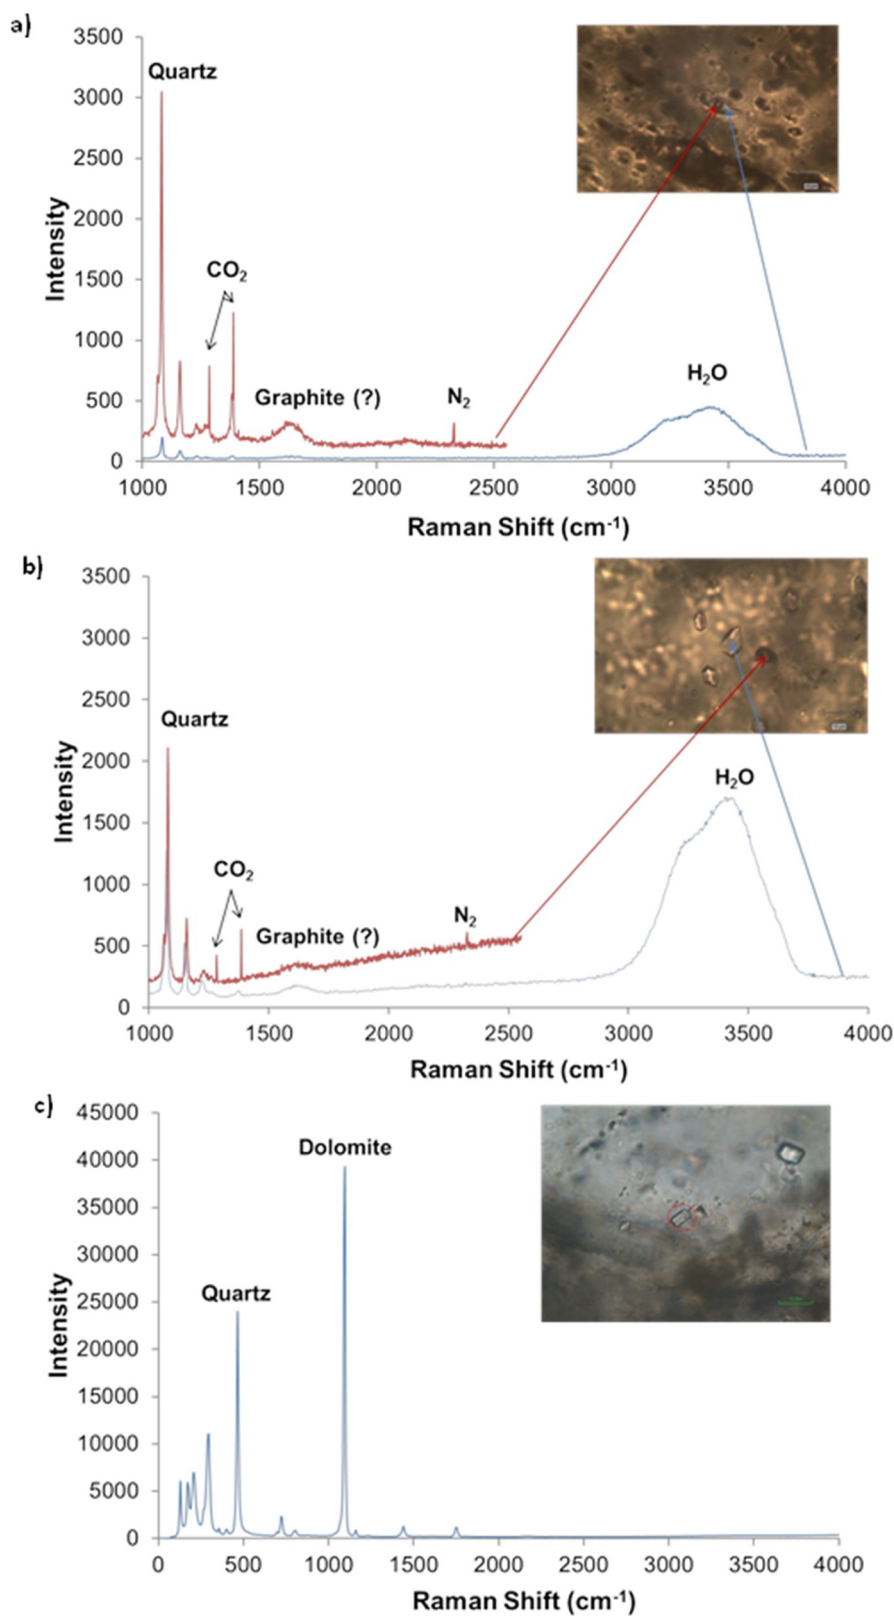 a)
3500
3000
2500
2000
1500
1000
500
0
Intensity
Quartz
CO2
Graphite (?)
N2
H2O
1000 1500 2000 2500 3000 3500 4000
Raman Shift (cm-1)
b)
3500
3000
2500
2000
1500
1000
500
0
Intensity
Quartz
CO2
Graphite (?)
N2
H2O
1000 1500 2000 2500 3000 3500 4000
Raman Shift (cm-1)
c)
45000
40000
35000
30000
25000
20000
15000
10000
5000
0
Intensity
Dolomite
Quartz
0 500 1000 1500 2000 2500 3000 3500 4000
Raman Shift (cm-1)